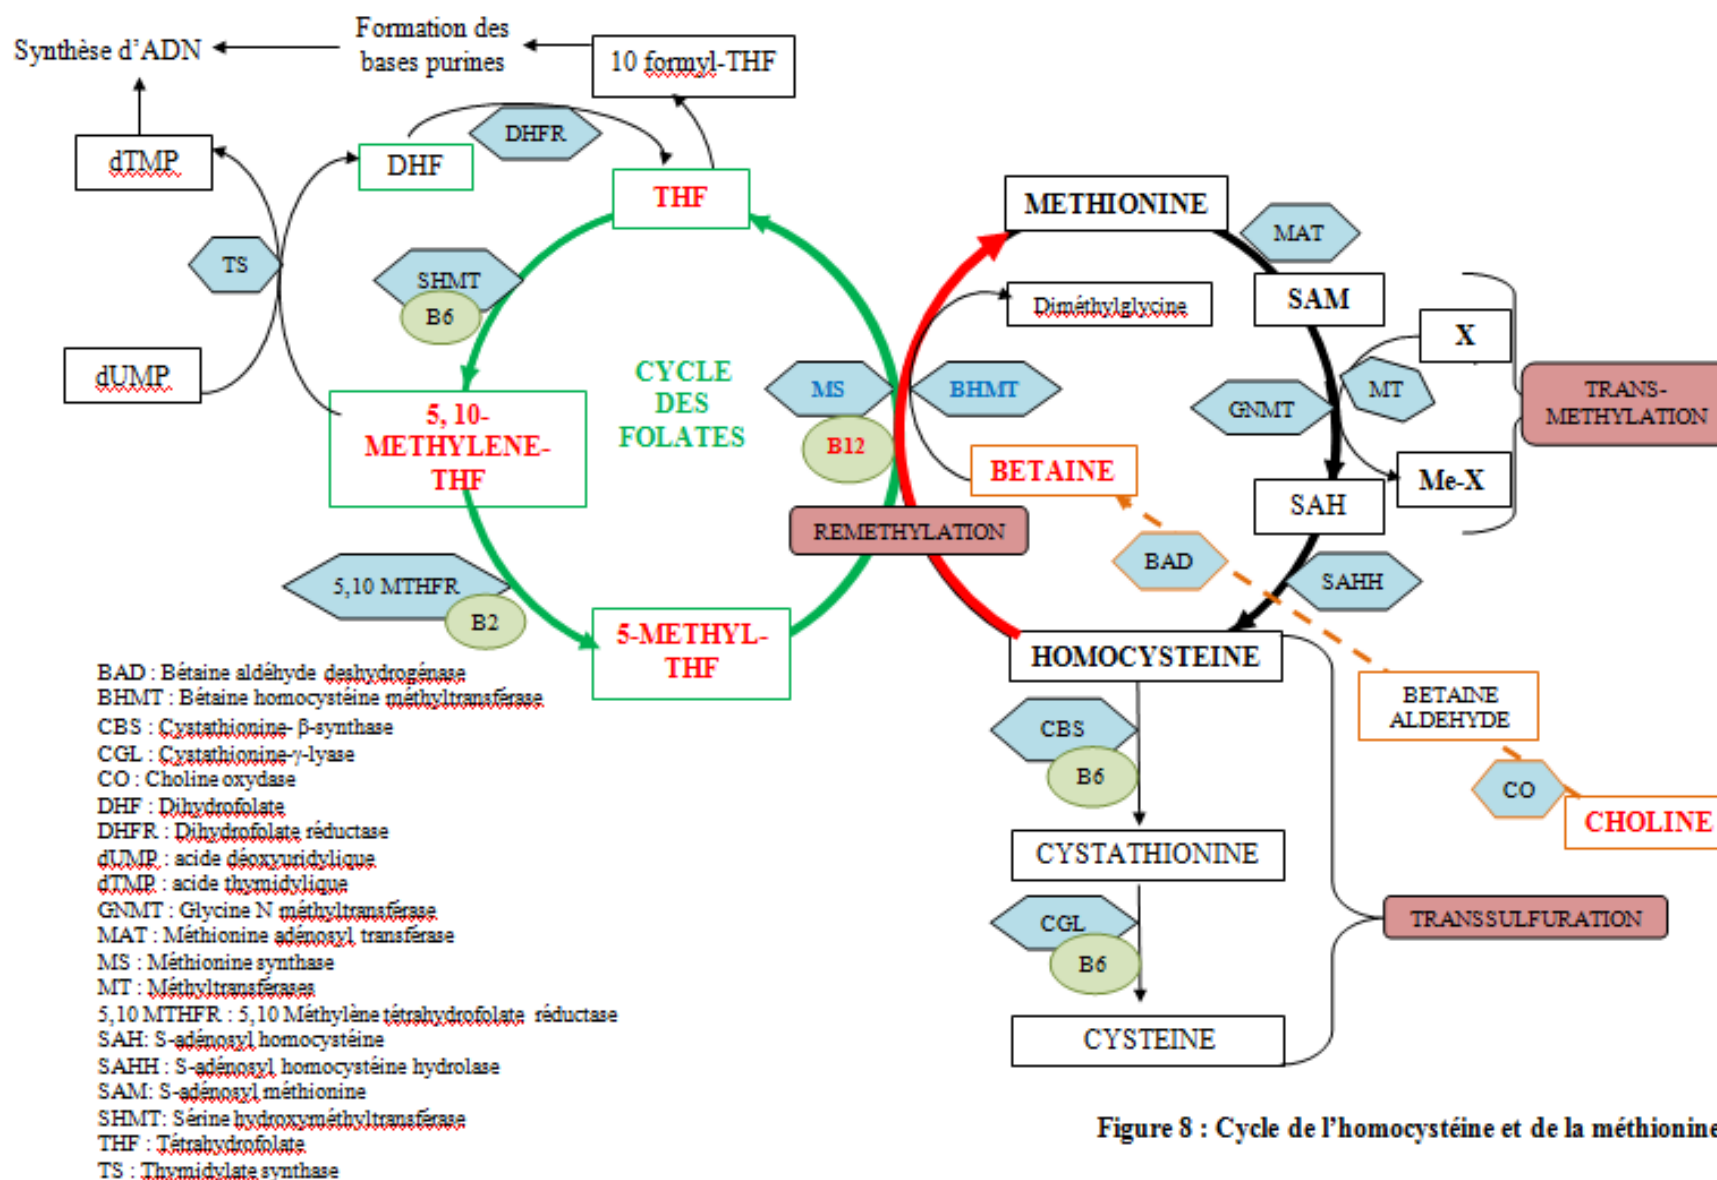 Formation des
bases purines
Synthèse d'ADN
10 formyl-THF
DHFR
dTMP
DHF
THF
METHIONINE
MAT
TS
SHMT
B6
SAM
Diméthylglycine
X
dUMP
CYCLE
DES
FOLATES
MS
B12
BHMT
GNMT
MT
TRANS-
METHYLATION
5, 10-
METHYLENE-
THF
BETAINE
Me-X
SAH
REMETHYLATION
BAD
SAHH
5,10 MTHFR
B2
5-METHYL-
THF
HOMOCYSTEINE
BETAINE
ALDEHYDE
CBS
B6
CO
CHOLINE
CYSTATHIONINE
CGL
B6
TRANSSULFURATION
CYSTEINE
BAD : Bétaine aldéhyde deshydrogénase
BHMT : Bétaine homocystéine méthyltransférase
CBS : Cystathionine- β-synthase
CGL : Cystathionine-γ-lyase
CO : Choline oxydase
DHF : Dihydrofolate
DHFR : Dihydrofolate réductase
dUMP : acide déoxyuridylique
dTMP : acide thymidylique
GNMT : Glycine N méthyltransférase
MAT : Méthionine adénosyl transférase
MS : Méthionine synthase
MT : Méthyltransférases
5,10 MTHFR : 5,10 Méthylène tétrahydrofolate réductase
SAH: S-adénosyl homocystéine
SAHH : S-adénosyl homocystéine hydrolase
SAM: S-adénosyl méthionine
SHMT: Sérine hydroxyméthyltransférase
THF : Tétrahydrofolate
TS : Thymidylate synthase
Figure 8 : Cycle de l'homocystéine et de la méthionine